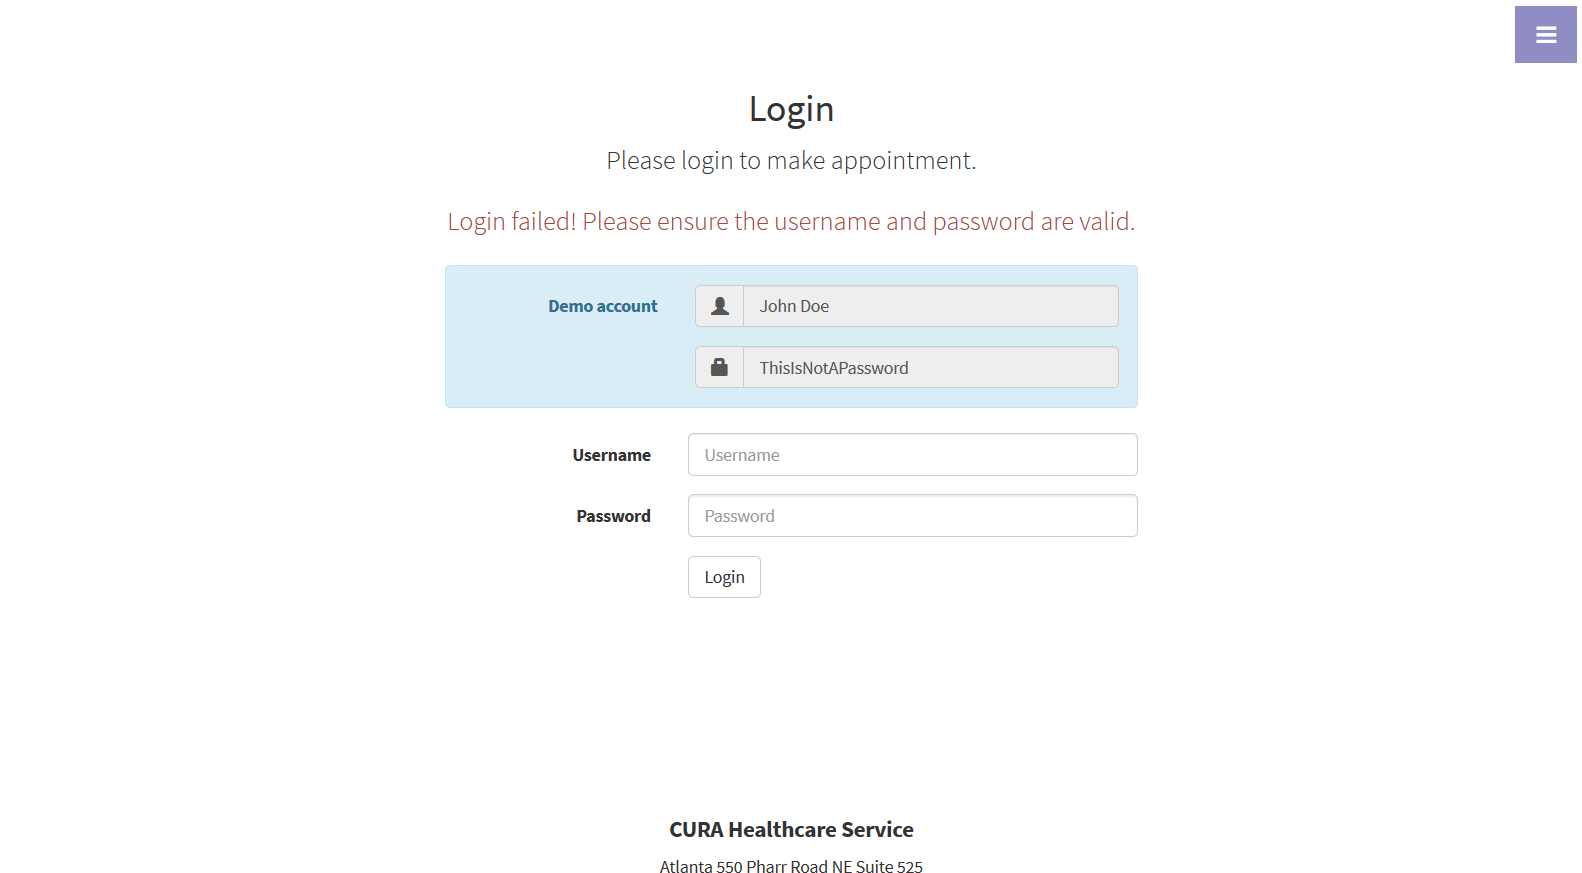 Login
Please login to make appointment.
Login failed! Please ensure the username and password are valid.
Demo account
John Doe
ThisIsNotAPassword
Username
Username
Password
Password
Login
CURA Healthcare Service
Atlanta 550 Pharr Road NE Suite 525